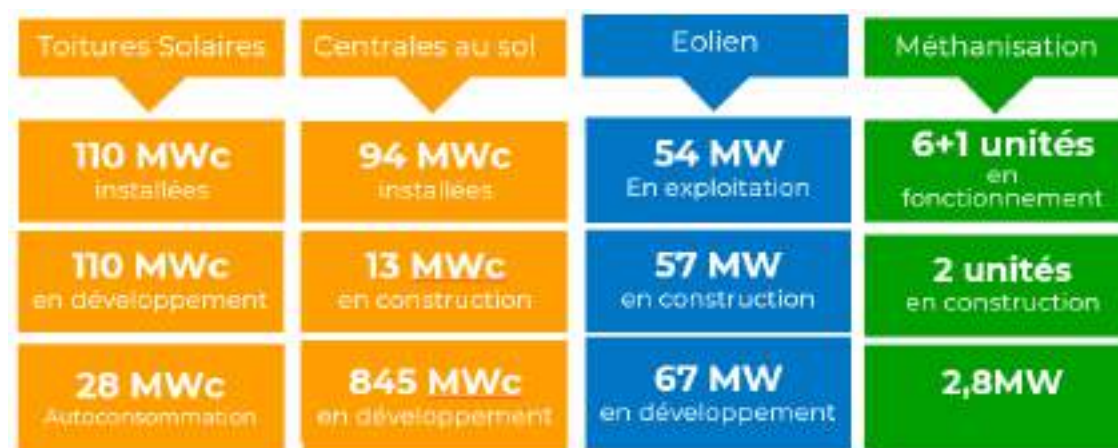 Toitures Solaires
110 MWc
installées
110 MWc
en développement
28 MWc
Autoconsommation
Centrales au sol
94 MWc
installées
13 MWc
en construction
845 MWc
en développement
Eolien
54 MW
En exploitation
57 MW
en construction
67 MW
en développement
Méthanisation
6+1 unités
en
fonctionnement
2 unités
en construction
2,8MW